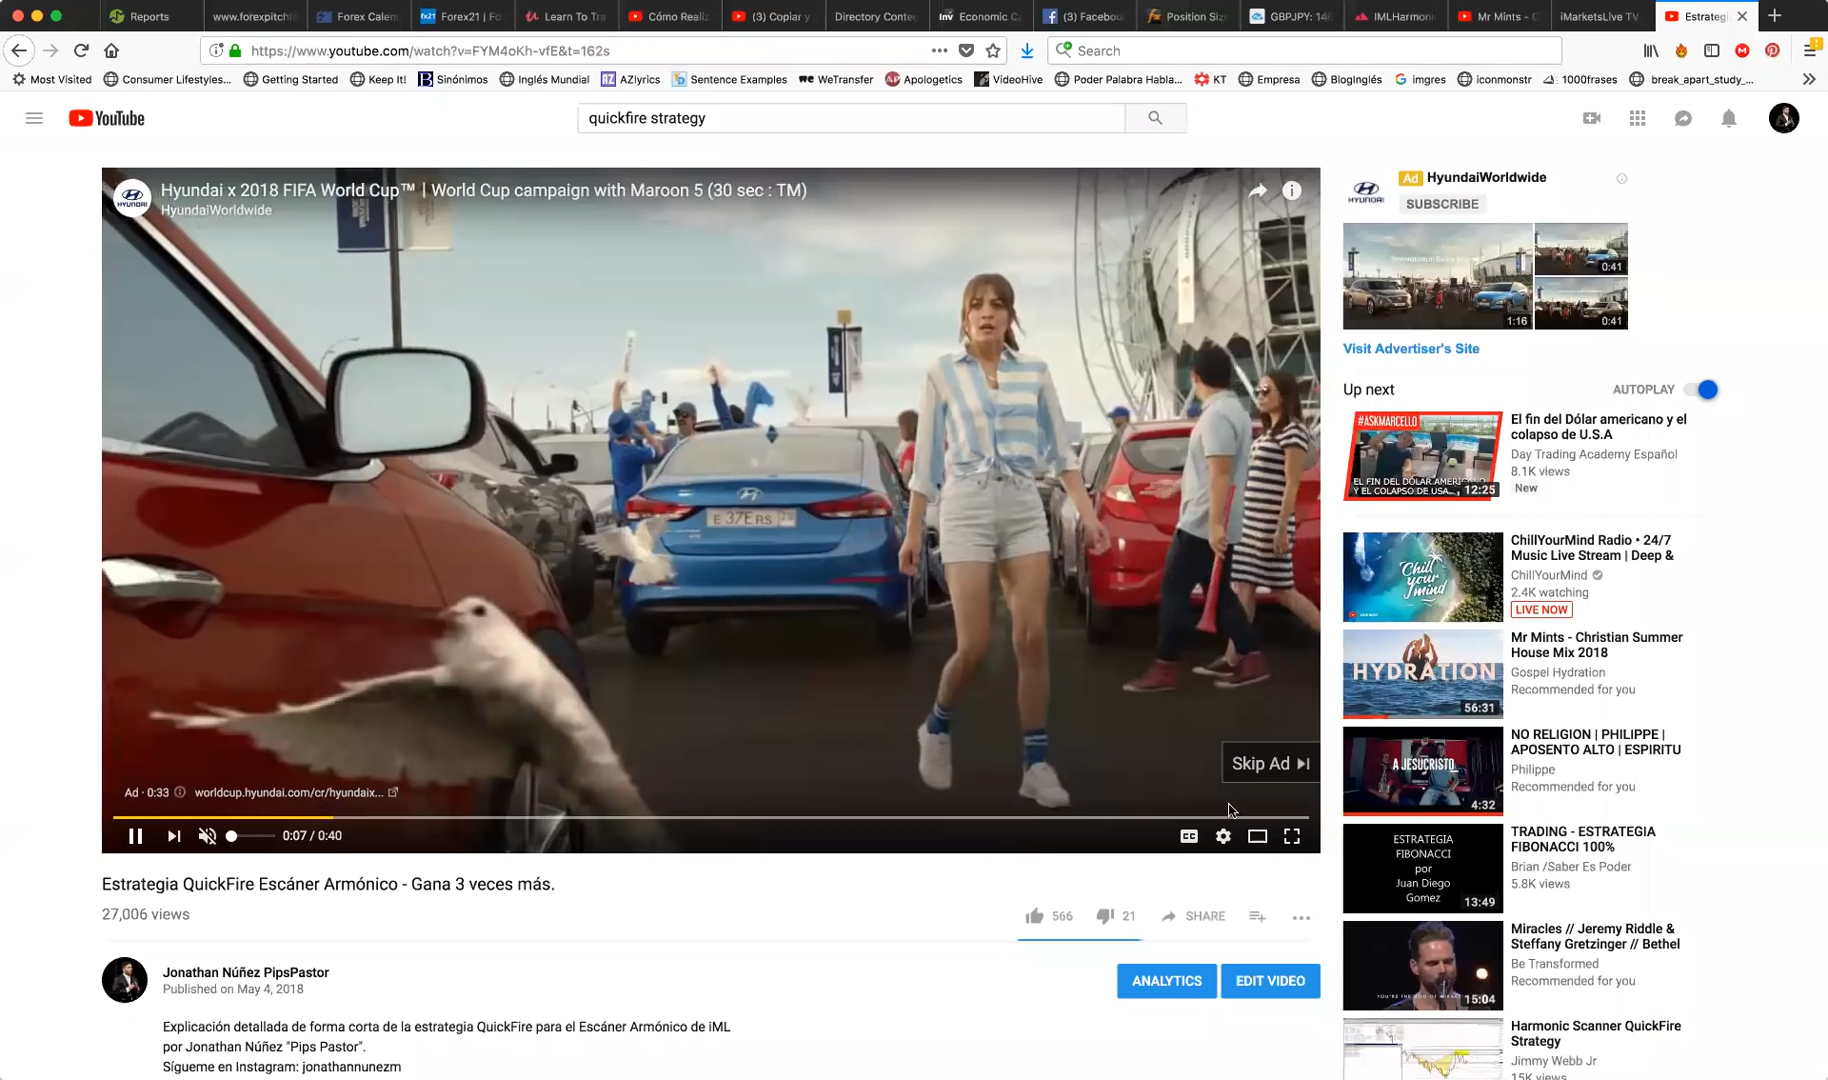 Reports
www.forexpitchf
Forex Calen
Forex21 | Fo
Learn To Tra
Cómo Realiz
(3) Copiar y
Directory Conte
Economic C
(3) Facebou
Position Siz
GBPJPY: 14
IMLHarmoni
Mr Mints - C
iMarketsLive TV
Estrateg
https://www.youtube.com/watch?v=FYM4oKh-vfE&t=162s
Search
Most Visited
Consumer Lifestyles...
Getting Started
Keep It!
Sinónimos
Inglés Mundial
AZlyrics
Sentence Examples
WeTransfer
Apologetics
VideoHive
Poder Palabra Habla...
KT
Empresa
BlogInglés
imgres
iconmonstr
1000frases
break_apart_study_...
YouTube
quickfire strategy
Hyundai x 2018 FIFA World Cup™ | World Cup campaign with Maroon 5 (30 sec : TM)
HyundaiWorldwide
HYUNDAI
Skip Ad
Ad · 0:33
worldcup.hyundai.com/cr/hyundaix...
0:07 / 0:40
CC
Estrategia QuickFire Escáner Armónico - Gana 3 veces más.
27,006 views
566
21
SHARE
Jonathan Núñez PipsPastor
Published on May 4, 2018
ANALYTICS
EDIT VIDEO
Explicación detallada de forma corta de la estrategia QuickFire para el Escáner Armónico de iML
por Jonathan Núñez "Pips Pastor".
Sígueme en Instagram: jonathannunezm
HYUNDAI
Ad HyundaiWorldwide
SUBSCRIBE
1:16
0:41
0:41
Visit Advertiser's Site
Up next
AUTOPLAY
#ASKMARCELLO
EL FIN DEL DÓLAR AMERIC
Y EL COLAPSO DE USA...
12:25
El fin del Dólar americano y el
colapso de U.S.A
Day Trading Academy Español
8.1K views
New
Chill
your
mind
ChillYourMind Radio • 24/7
Music Live Stream | Deep &
ChillYourMind
2.4K watching
LIVE NOW
HYDRATION
56:31
Mr Mints - Christian Summer
House Mix 2018
Gospel Hydration
Recommended for you
A JESUCRISTO
4:32
NO RELIGION | PHILIPPE |
APOSENTO ALTO | ESPIRITU
Philippe
Recommended for you
ESTRATEGIA
FIBONACCI
por
Juan Diego
Gomez
13:49
TRADING - ESTRATEGIA
FIBONACCI 100%
Brian /Saber Es Poder
5.8K views
15:04
Miracles // Jeremy Riddle &
Steffany Gretzinger // Bethel
Be Transformed
Recommended for you
Harmonic Scanner QuickFire
Strategy
Jimmy Webb Jr
15K views